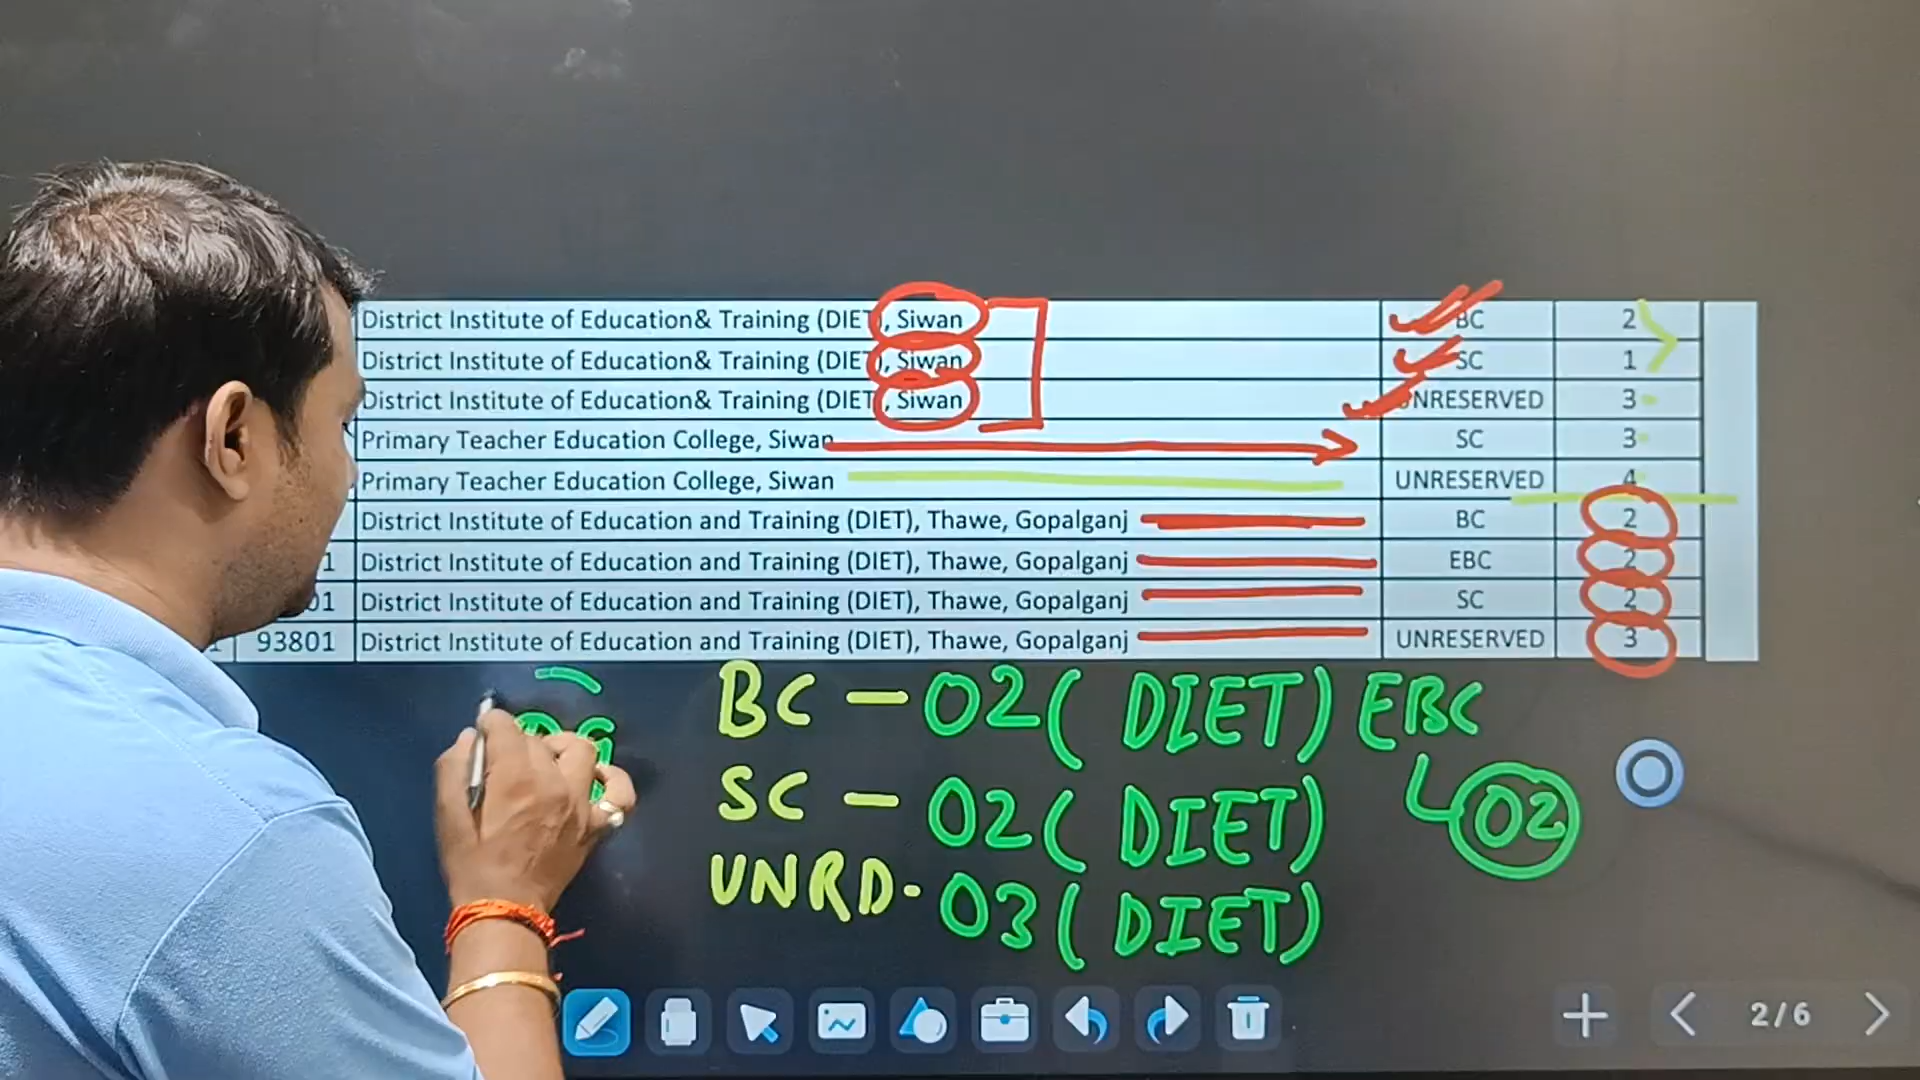 District Institute of Education& Training (DIET), Siwan BC 2
District Institute of Education& Training (DIET), Siwan SC 1
District Institute of Education& Training (DIET), Siwan UNRESERVED 3
Primary Teacher Education College, Siwan SC 3
Primary Teacher Education College, Siwan UNRESERVED 4
District Institute of Education and Training (DIET), Thawe, Gopalganj BC 2
1 District Institute of Education and Training (DIET), Thawe, Gopalganj EBC 2
01 District Institute of Education and Training (DIET), Thawe, Gopalganj SC 2
1 93801 District Institute of Education and Training (DIET), Thawe, Gopalganj UNRESERVED 3
BC - 02 ( DIET) EBC
02
SC - 02 ( DIET)
UNRD - 03 ( DIET)
2/6